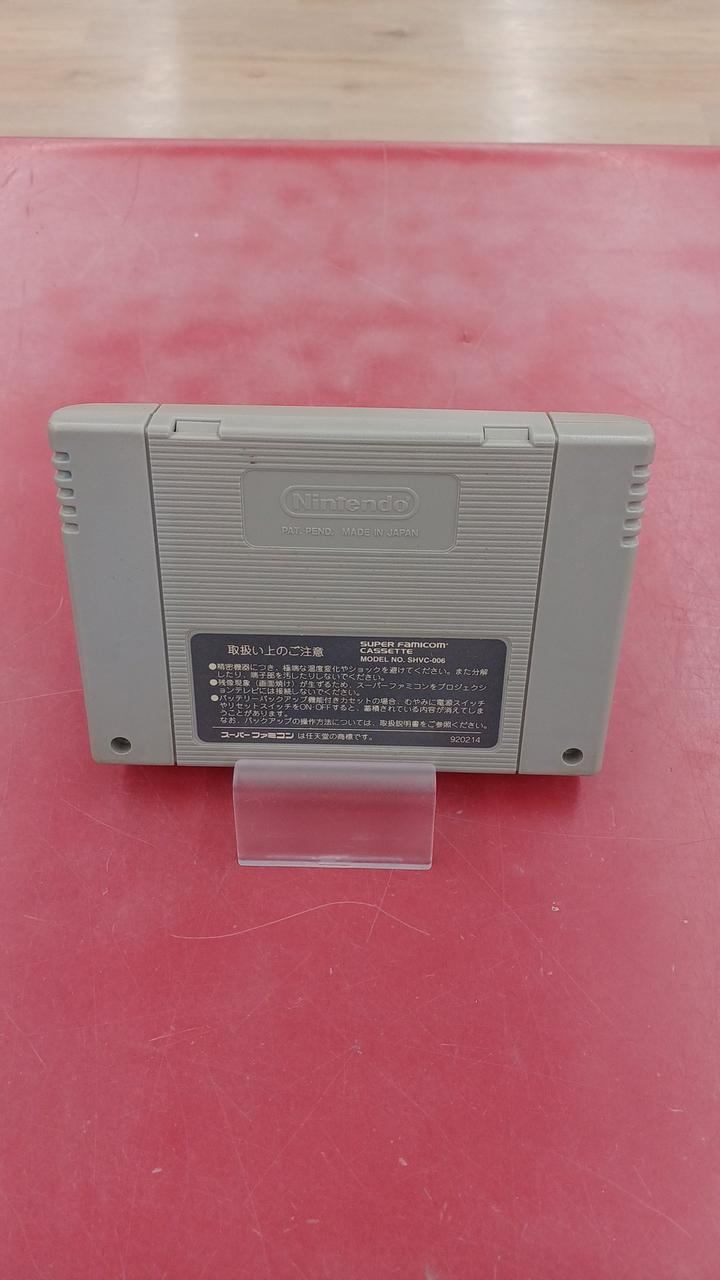 Nintendo
PAT. PEND. MADE IN JAPAN
取扱い上のご注意
SUPER FAMICOM
CASSETTE
MODEL NO. SHVC-006
●精密機器につき、極端な温度変化やショックを避けてください。また分解
したり、端子部を汚したりしないでください。
●残像現象（画面焼け）が生ずるため、スーパーファミコンをプロジェクシ
ョンテレビには接続しないでください。
●バッテリーバックアップ機能付きカセットの場合、むやみに電源スイッチ
やリセットスイッチをON・OFFすると、蓄積されている内容が消えてしま
うことがあります。
なお、バックアップの操作方法については、取扱説明書をご参照ください。
スーパーファミコンは任天堂の商標です。
920214